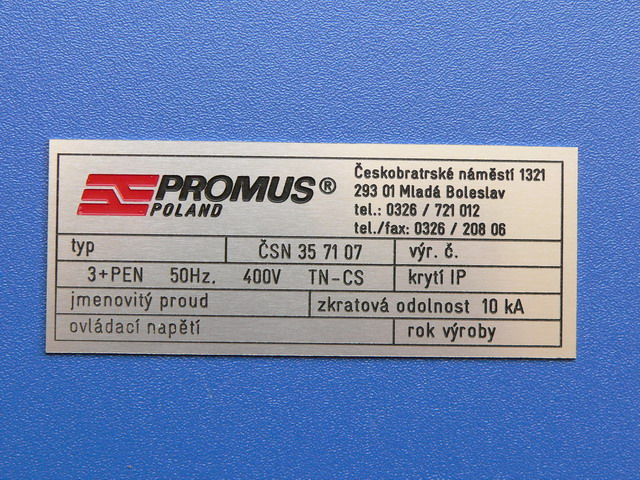 PROMUS®
POLAND
Českobratrské náměstí 1321
293 01 Mladá Boleslav
tel.: 0326 / 721 012
tel./fax: 0326 / 208 06
typ ČSN 35 71 07 výr. č.
3+PEN 50Hz. 400V TN-CS krytí IP
jmenovitý proud zkratová odolnost 10 kA
ovládací napětí rok výroby